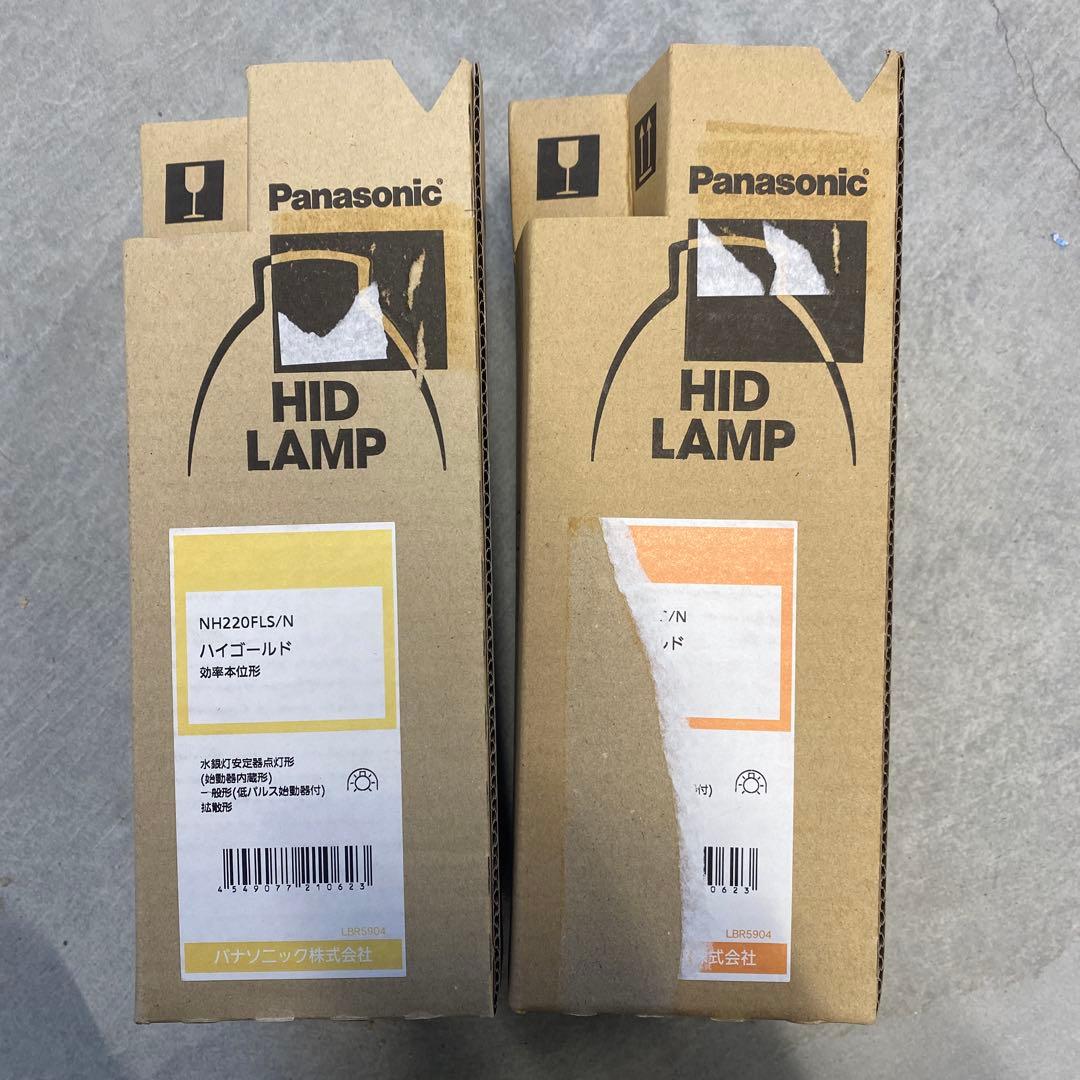 Panasonic
HID
LAMP
NH220FLS/N
ハイゴールド
効率本位形
水銀灯安定器点灯形
(始動器内蔵形)
一般形(低パルス始動器付)
拡散形
4549077210623
LBR5904
パナソニック株式会社
Panasonic
HID
LAMP
S/N
ルド
付)
0623
LBR5904
式会社